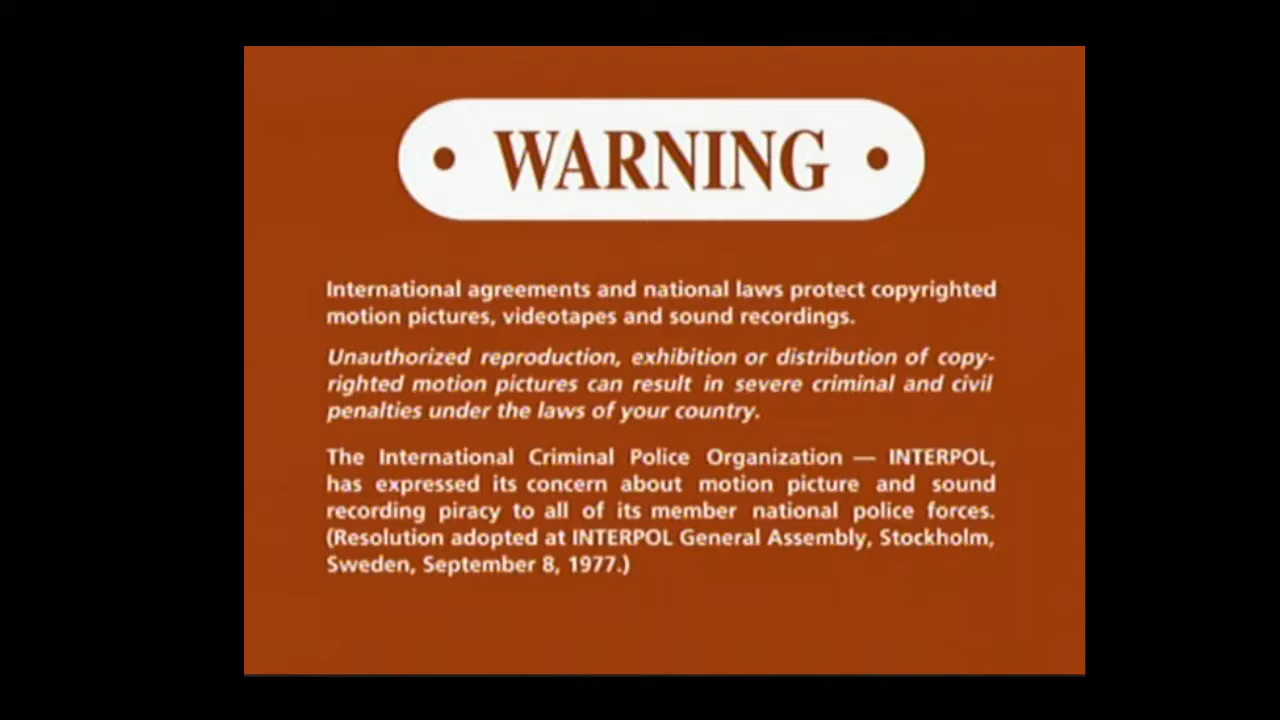 • WARNING •
International agreements and national laws protect copyrighted
motion pictures, videotapes and sound recordings.
Unauthorized reproduction, exhibition or distribution of copy-
righted motion pictures can result in severe criminal and civil
penalties under the laws of your country.
The International Criminal Police Organization — INTERPOL,
has expressed its concern about motion picture and sound
recording piracy to all of its member national police forces.
(Resolution adopted at INTERPOL General Assembly, Stockholm,
Sweden, September 8, 1977.)